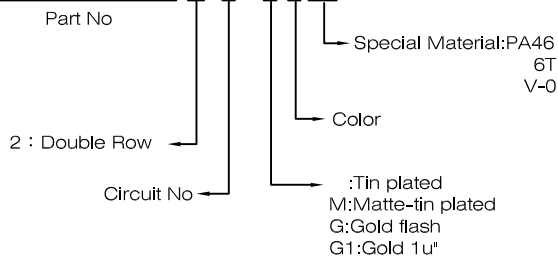 Part No
Special Material:PA46
6T
V-0
Color
2 : Double Row
Circuit No
:Tin plated
M:Matte-tin plated
G:Gold flash
G1:Gold 1u"